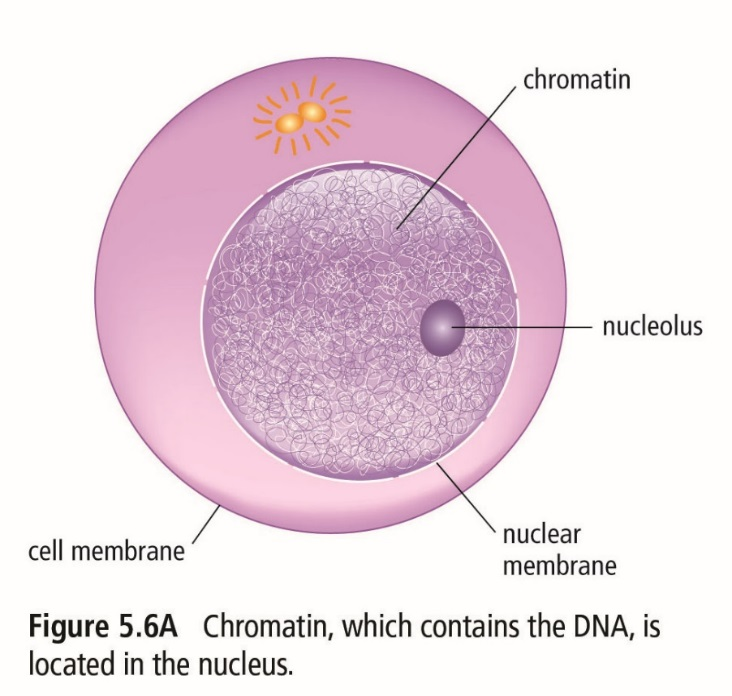 chromatin
nucleolus
nuclear
membrane
cell membrane
Figure 5.6A Chromatin, which contains the DNA, is
located in the nucleus.